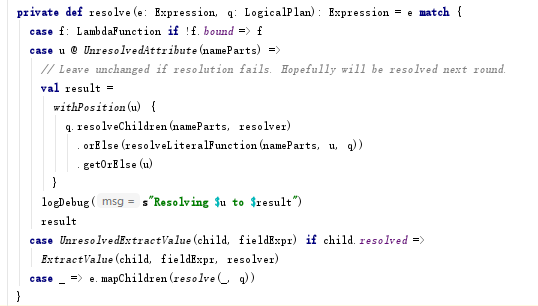 private def resolve(e: Expression, q: LogicalPlan): Expression = e match {
  case f: LambdaFunction if !f.bound => f
  case u @ UnresolvedAttribute(nameParts) =>
    // Leave unchanged if resolution fails. Hopefully will be resolved next round.
    val result =
      withPosition(u) {
        q.resolveChildren(nameParts, resolver)
          .orElse(resolveLiteralFunction(nameParts, u, q))
          .getOrElse(u)
      }
    logDebug( msg = s"Resolving $u to $result")
    result
  case UnresolvedExtractValue(child, fieldExpr) if child.resolved =>
    ExtractValue(child, fieldExpr, resolver)
  case _ => e.mapChildren(resolve(_, q))
}